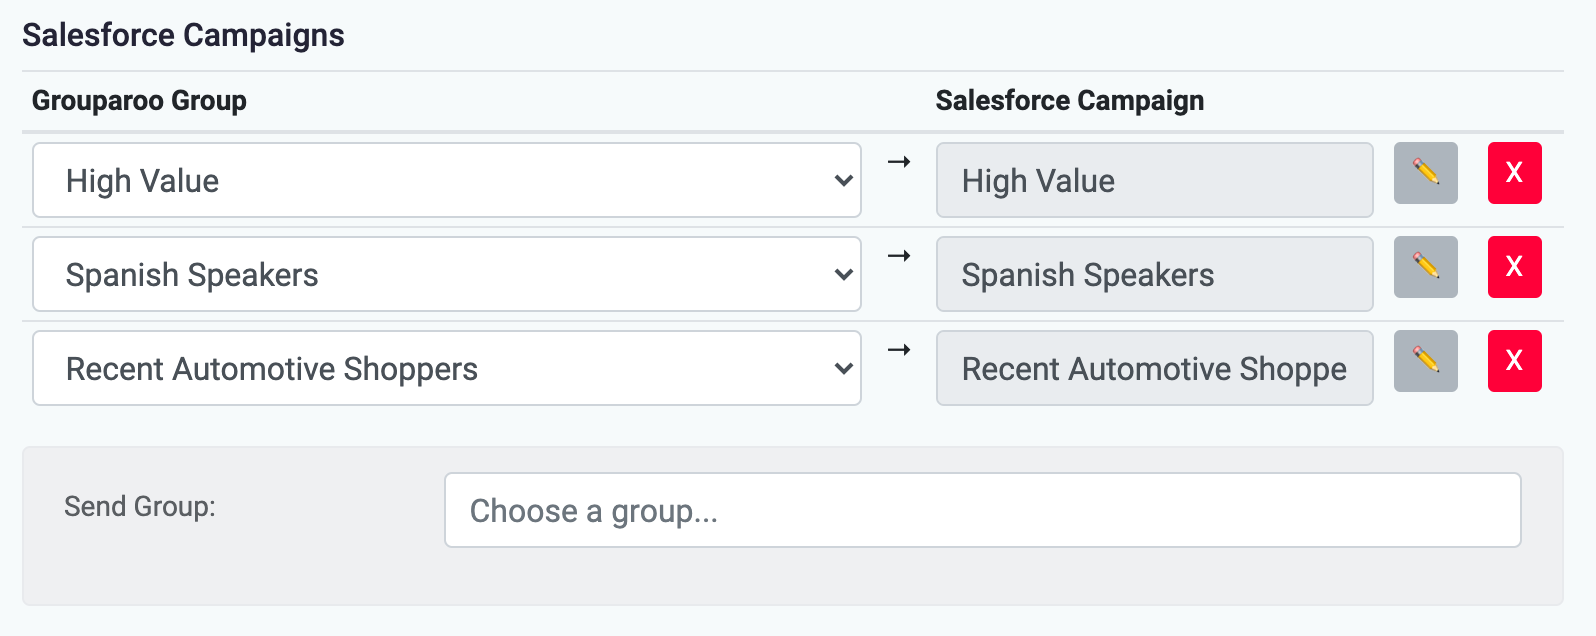 Salesforce Campaigns
Grouparoo Group Salesforce Campaign
High Value → High Value X
Spanish Speakers → Spanish Speakers X
Recent Automotive Shoppers → Recent Automotive Shoppe X
Send Group: Choose a group...